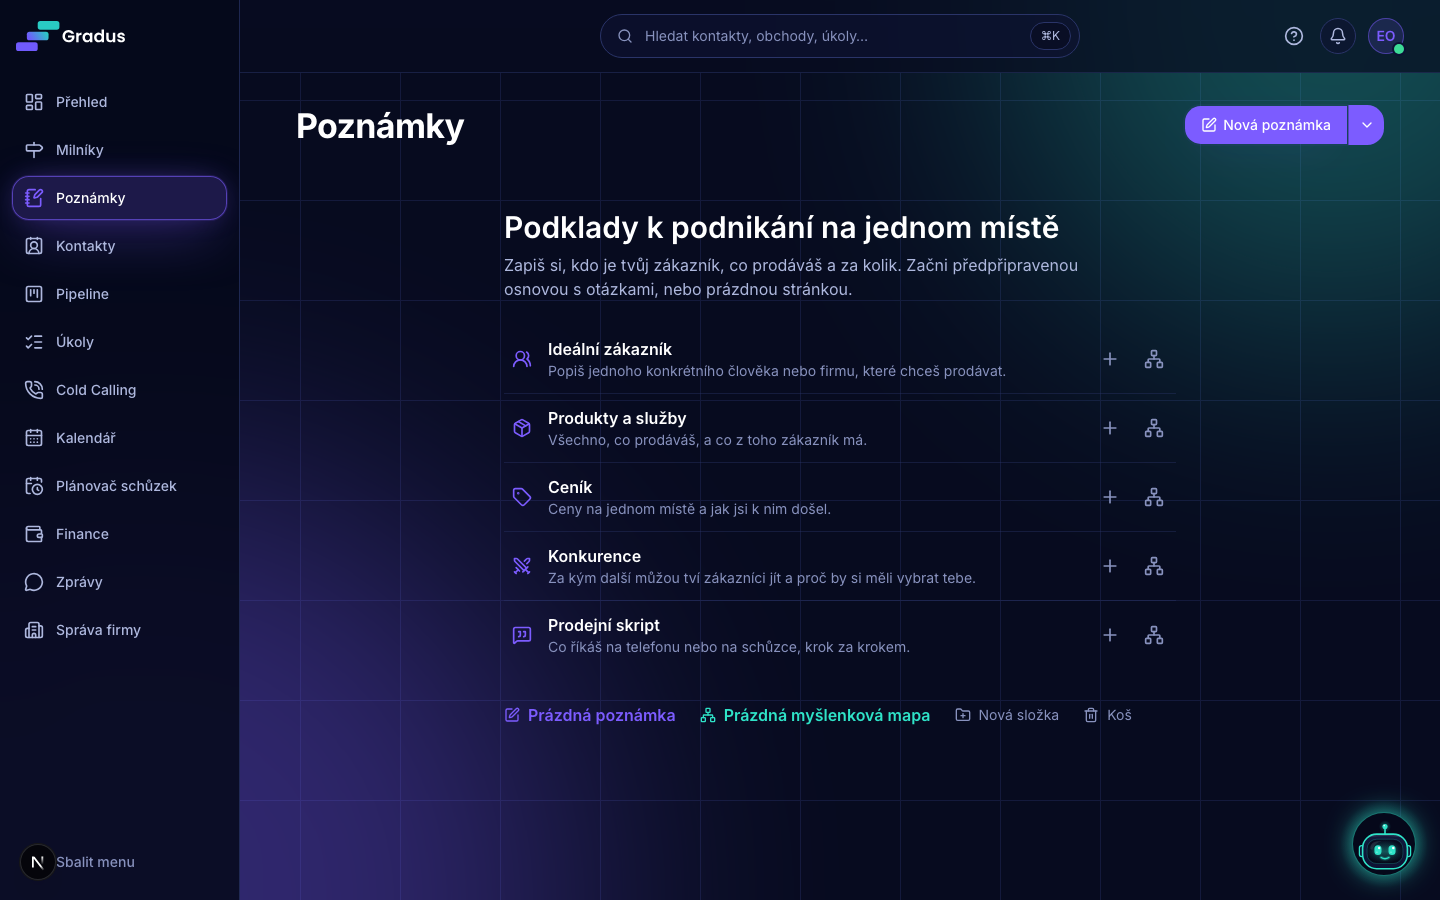 Gradus
Hledat kontakty, obchody, úkoly...
⌘K
EO
Přehled
Milníky
Poznámky
Kontakty
Pipeline
Úkoly
Cold Calling
Kalendář
Plánovač schůzek
Finance
Zprávy
Správa firmy
N
Sbalit menu
Poznámky
Nová poznámka
Podklady k podnikání na jednom místě
Zapiš si, kdo je tvůj zákazník, co prodáváš a za kolik. Začni předpřipravenou
osnovou s otázkami, nebo prázdnou stránkou.
Ideální zákazník
Popiš jednoho konkrétního člověka nebo firmu, které chceš prodávat.
Produkty a služby
Všechno, co prodáváš, a co z toho zákazník má.
Ceník
Ceny na jednom místě a jak jsi k nim došel.
Konkurence
Za kým další můžou tví zákazníci jít a proč by si měli vybrat tebe.
Prodejní skript
Co říkáš na telefonu nebo na schůzce, krok za krokem.
Prázdná poznámka
Prázdná myšlenková mapa
Nová složka
Koš